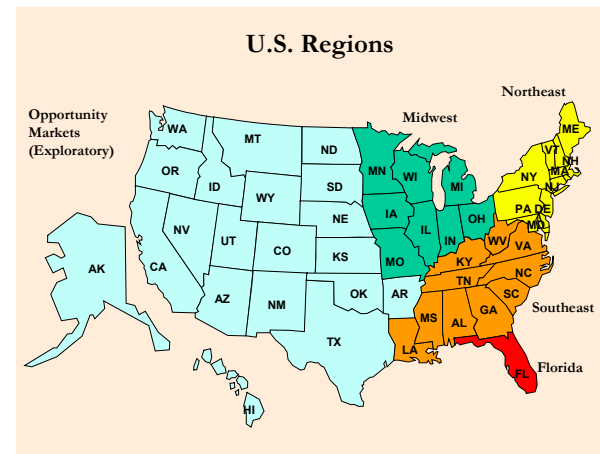 U.S. Regions
Northeast
Opportunity
Markets
(Exploratory)
Midwest
WA
MT
ND
ME
VT
NH
OR
ID
SD
MN
WI
MI
NY
MA
NJ
WY
NE
IA
PA
DE
NV
UT
CO
KS
IL
IN
OH
MD
CA
MO
KY
WV
VA
AK
AZ
NM
OK
AR
TN
NC
SC
Southeast
TX
LA
MS
AL
GA
FL
Florida
HI